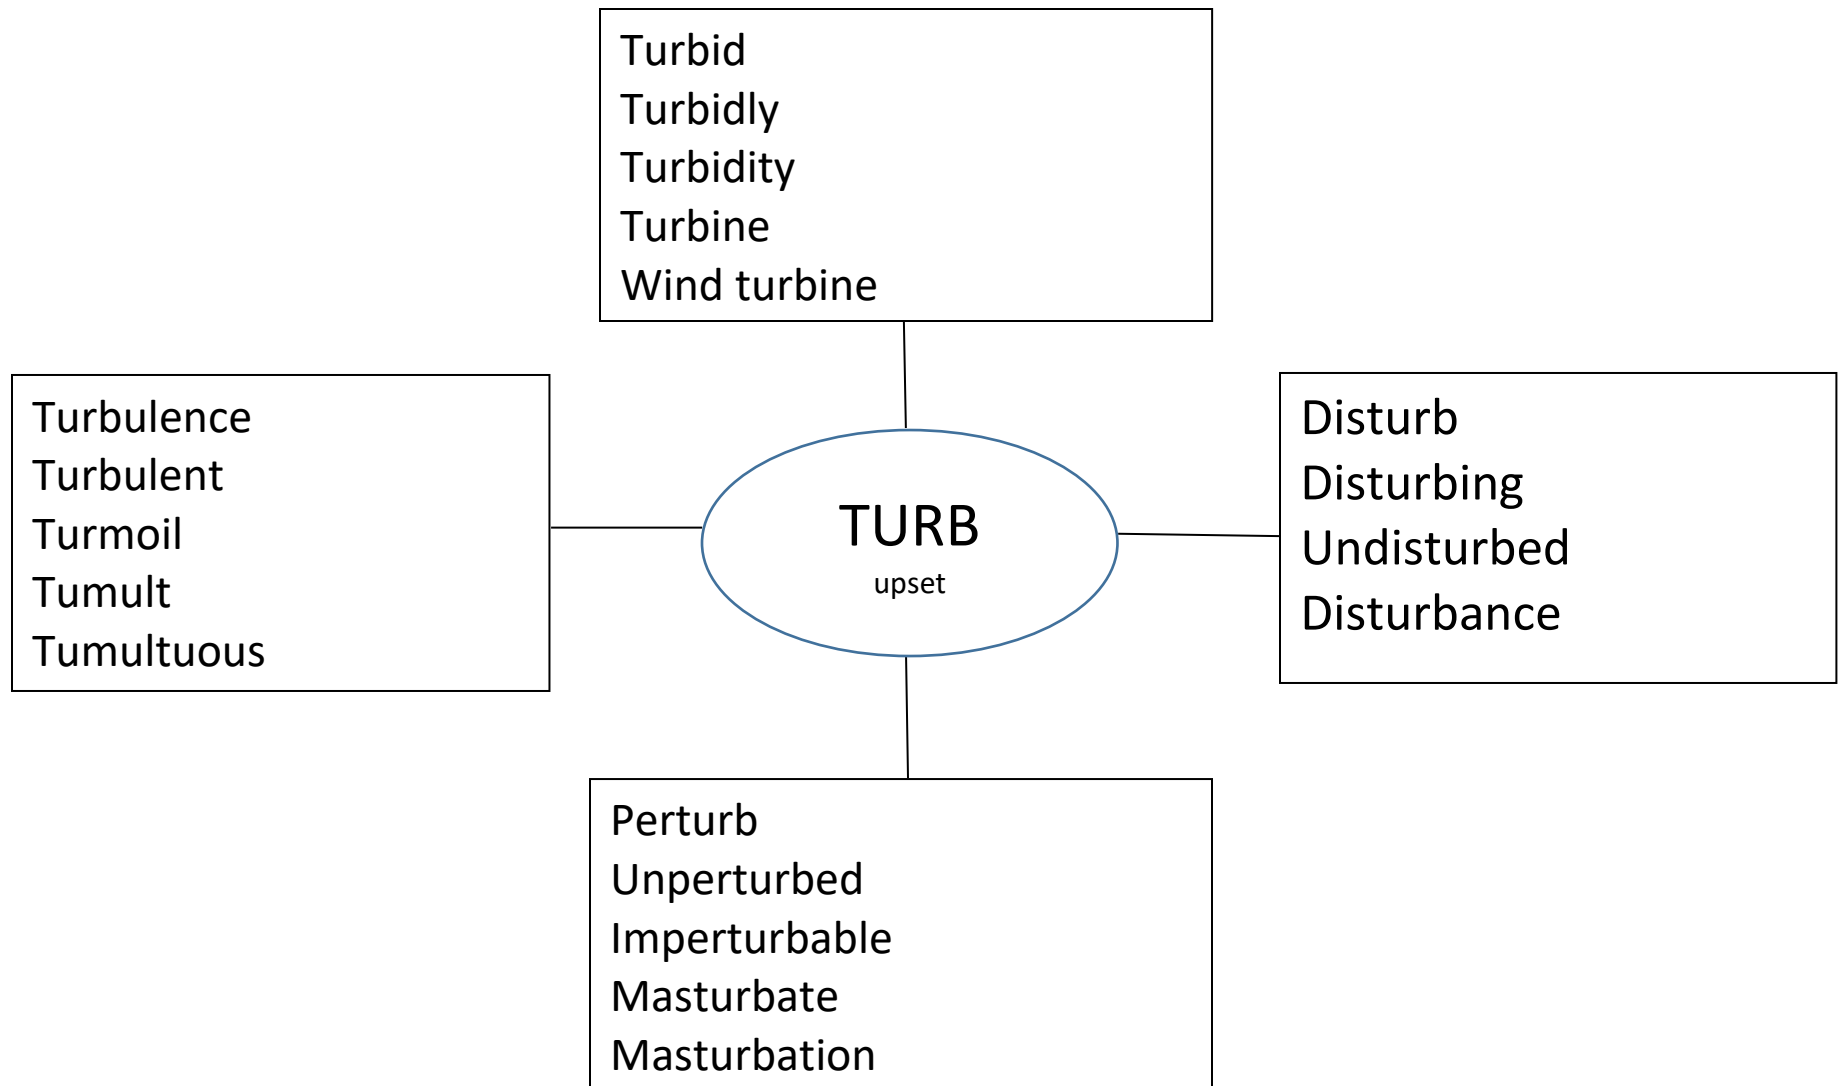 Turbid
Turbidly
Turbidity
Turbine
Wind turbine
Turbulence
Turbulent
Turmoil
Tumult
Tumultuous
TURB
upset
Disturb
Disturbing
Undisturbed
Disturbance
Perturb
Unperturbed
Imperturbable
Masturbate
Masturbation